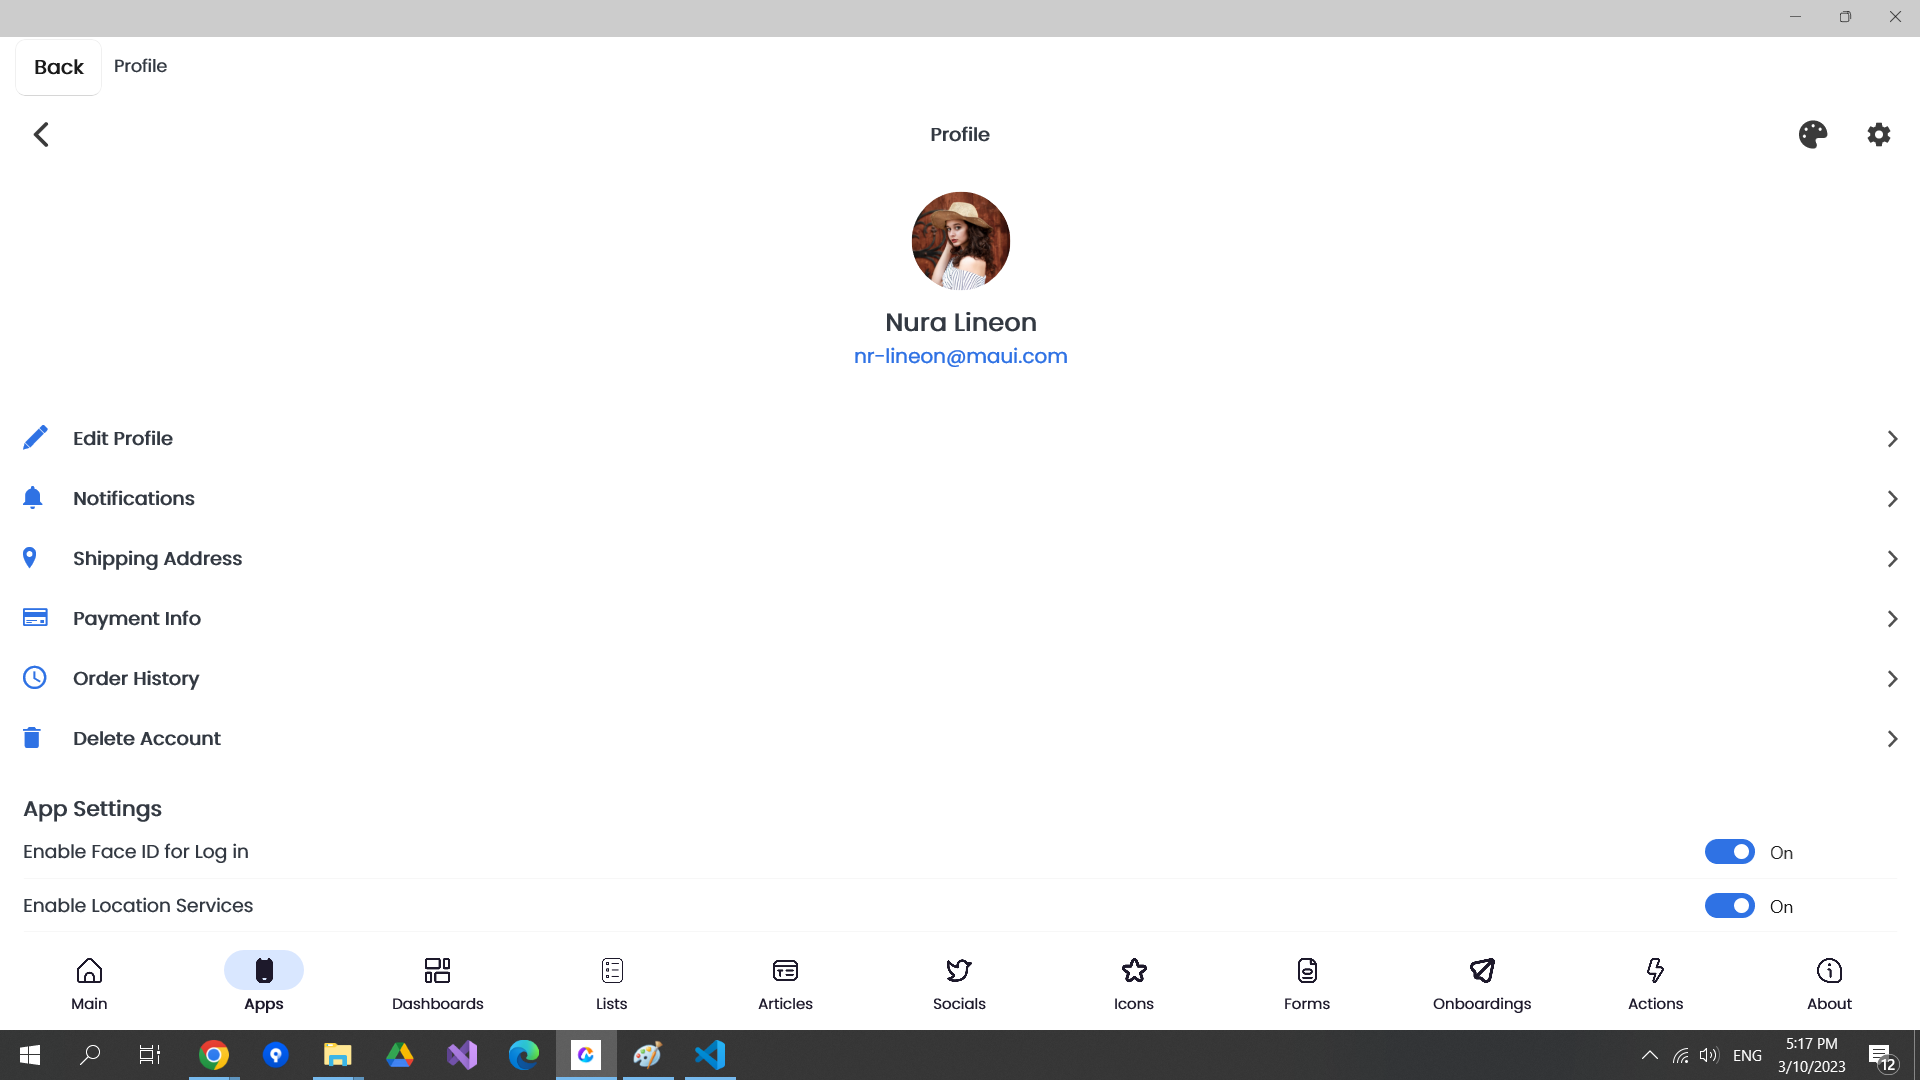 Back
Profile
Profile
Nura Lineon
nr-lineon@maui.com
Edit Profile
Notifications
Shipping Address
Payment Info
Order History
Delete Account
App Settings
Enable Face ID for Log in
On
Enable Location Services
On
Main
Apps
Dashboards
Lists
Articles
Socials
Icons
Forms
Onboardings
Actions
About
ENG
5:17 PM
3/10/2023
12